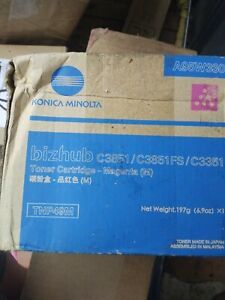 A95W330
KONICA MINOLTA
bizhub C3851/C3851FS/C3351
Toner Cartridge - Magenta (M)
碳粉盒 - 品红色 (M)
TNP49M
Net Weight.197g (6.9oz) X1
TONER MADE IN JAPAN
ASSEMBLED IN MALAYSIA